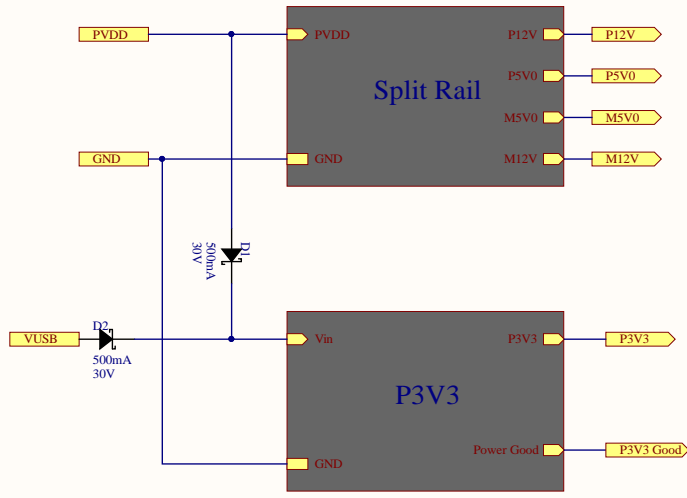 PVDD
PVDD
P12V
P12V
Split Rail
P5V0
P5V0
M5V0
M5V0
GND
GND
M12V
M12V
D1
500mA
30V
D2
VUSB
500mA
30V
Vin
P3V3
P3V3
P3V3
Power Good
P3V3 Good
GND